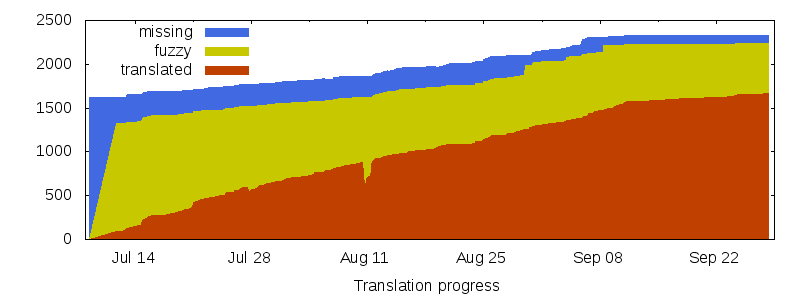 2500
2000
1500
1000
500
0
missing
fuzzy
translated
Jul 14 Jul 28 Aug 11 Aug 25 Sep 08 Sep 22
Translation progress